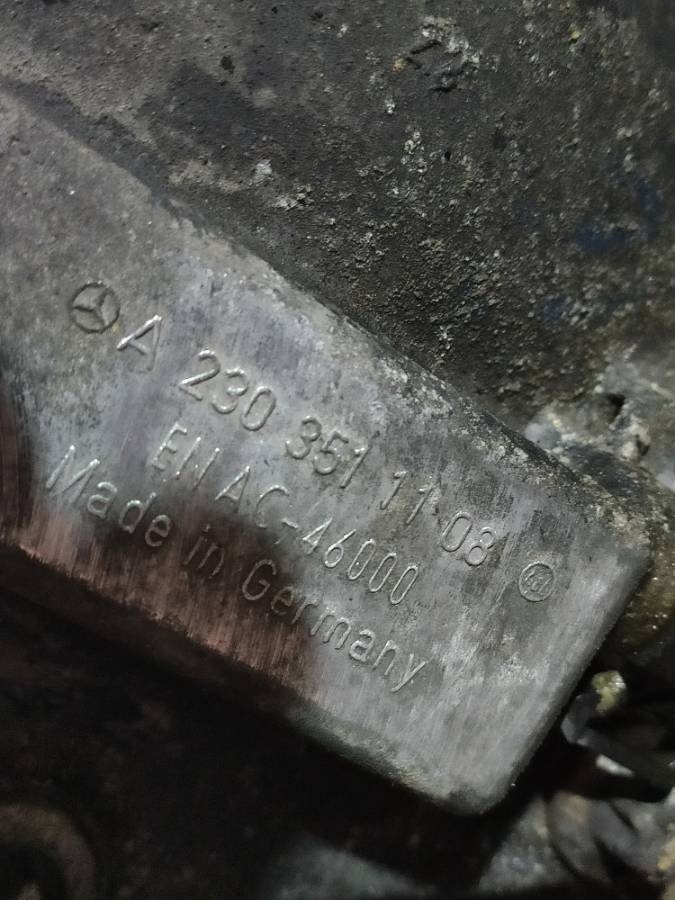 A 230 351 11 08
EN AC-46000
Made in Germany